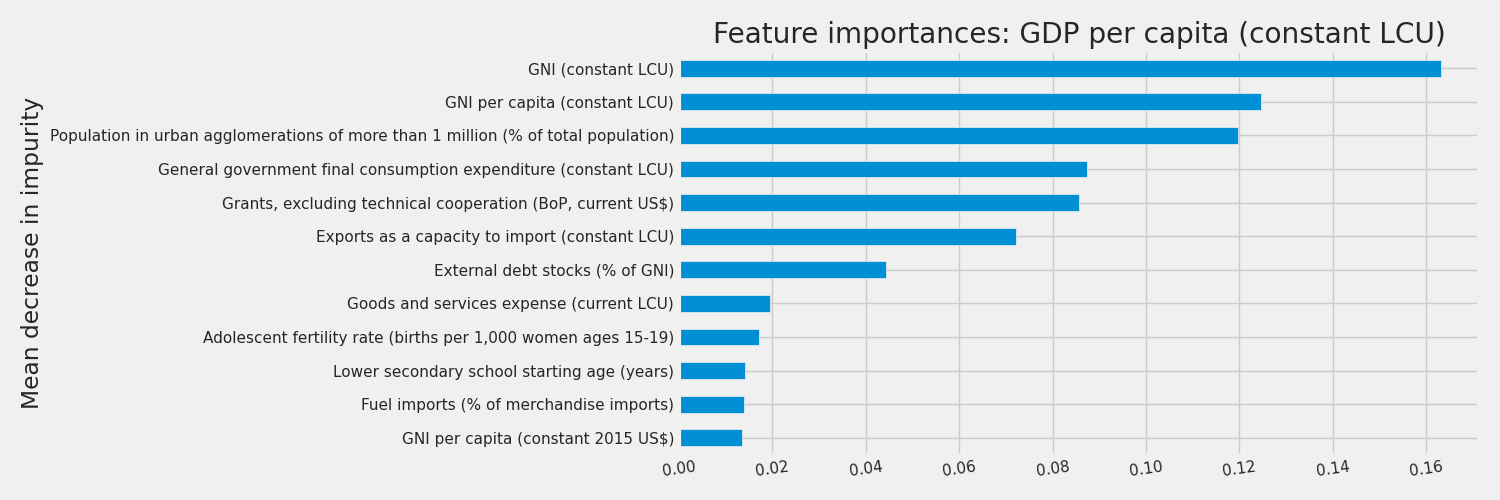 Feature importances: GDP per capita (constant LCU)
Mean decrease in impurity
GNI (constant LCU)
GNI per capita (constant LCU)
Population in urban agglomerations of more than 1 million (% of total population)
General government final consumption expenditure (constant LCU)
Grants, excluding technical cooperation (BoP, current US$)
Exports as a capacity to import (constant LCU)
External debt stocks (% of GNI)
Goods and services expense (current LCU)
Adolescent fertility rate (births per 1,000 women ages 15-19)
Lower secondary school starting age (years)
Fuel imports (% of merchandise imports)
GNI per capita (constant 2015 US$)
0.00 0.02 0.04 0.06 0.08 0.10 0.12 0.14 0.16